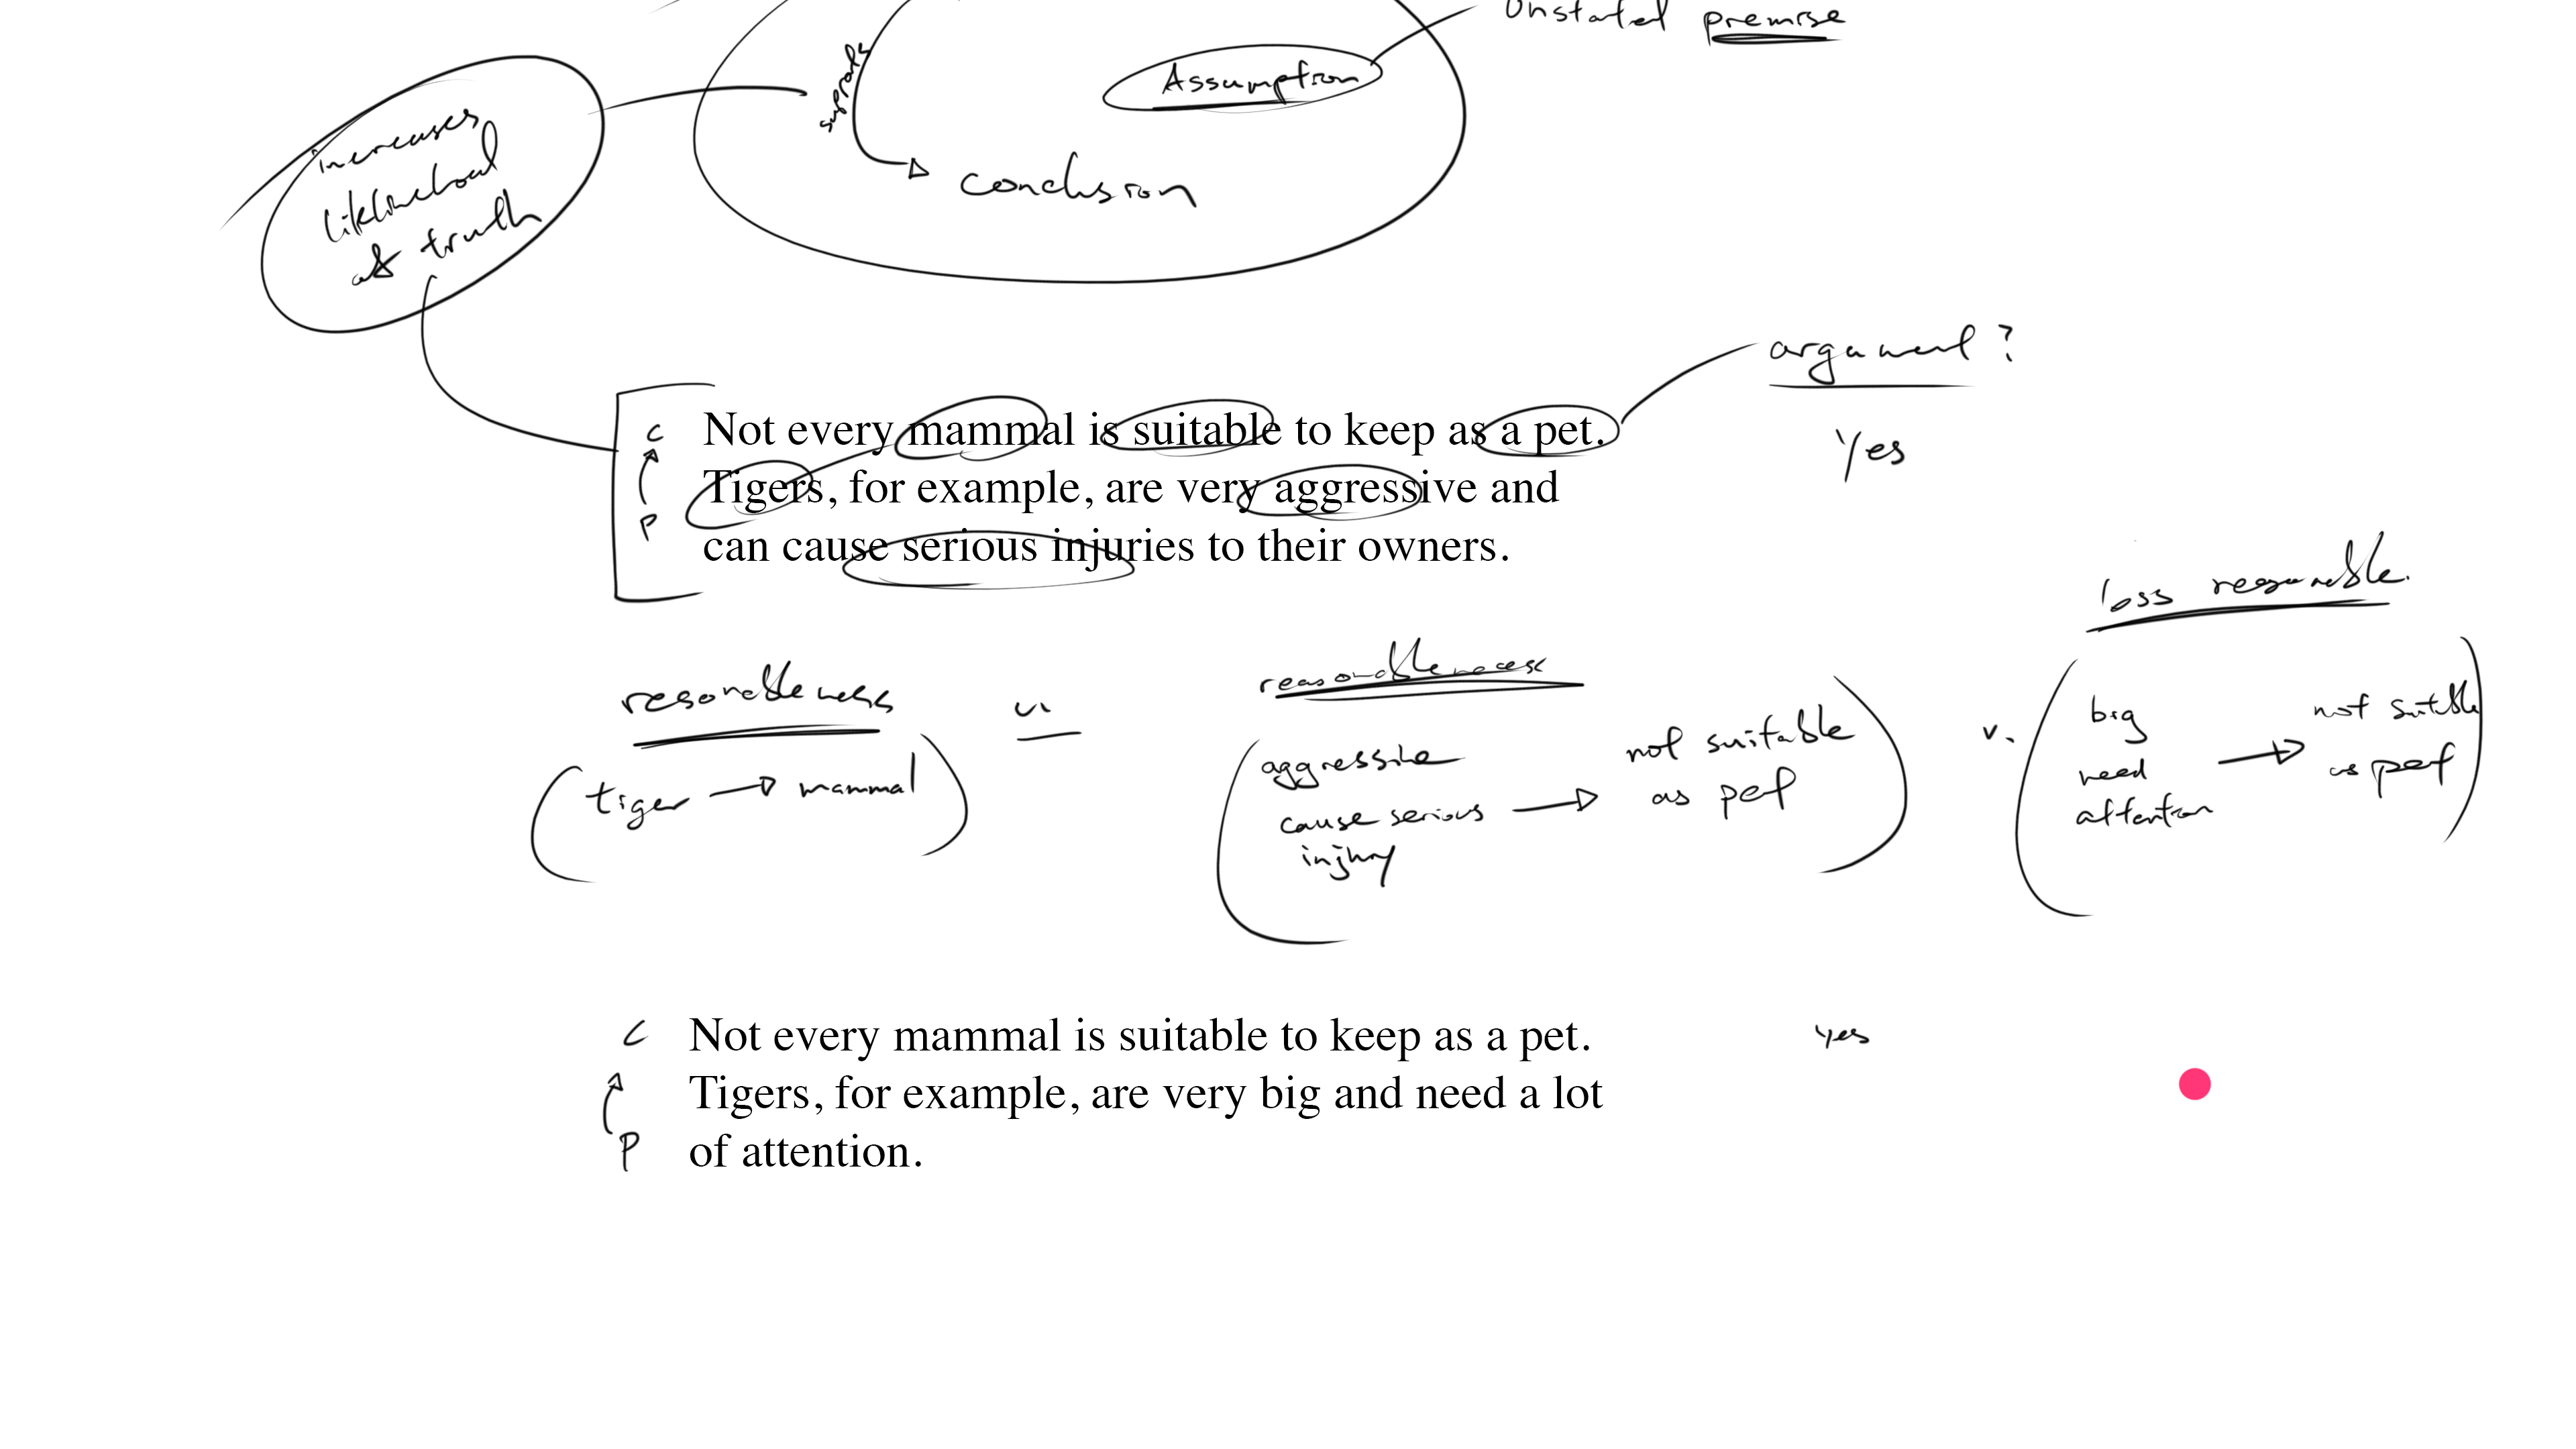 Unstated premise
Assumption
supports
conclusion
increases
likelihood
of truth
argument?
Yes
C
P
Not every mammal is suitable to keep as a pet.
Tigers, for example, are very aggressive and
can cause serious injuries to their owners.
less reasonable.
reasonableness
v.
(tiger → mammal)
reasonableness
aggressive
cause serious
injury
→
not suitable
as pet
v.
big
need
attention
→
not suitable
as pet
C
P
Not every mammal is suitable to keep as a pet.
Tigers, for example, are very big and need a lot
of attention.
yes